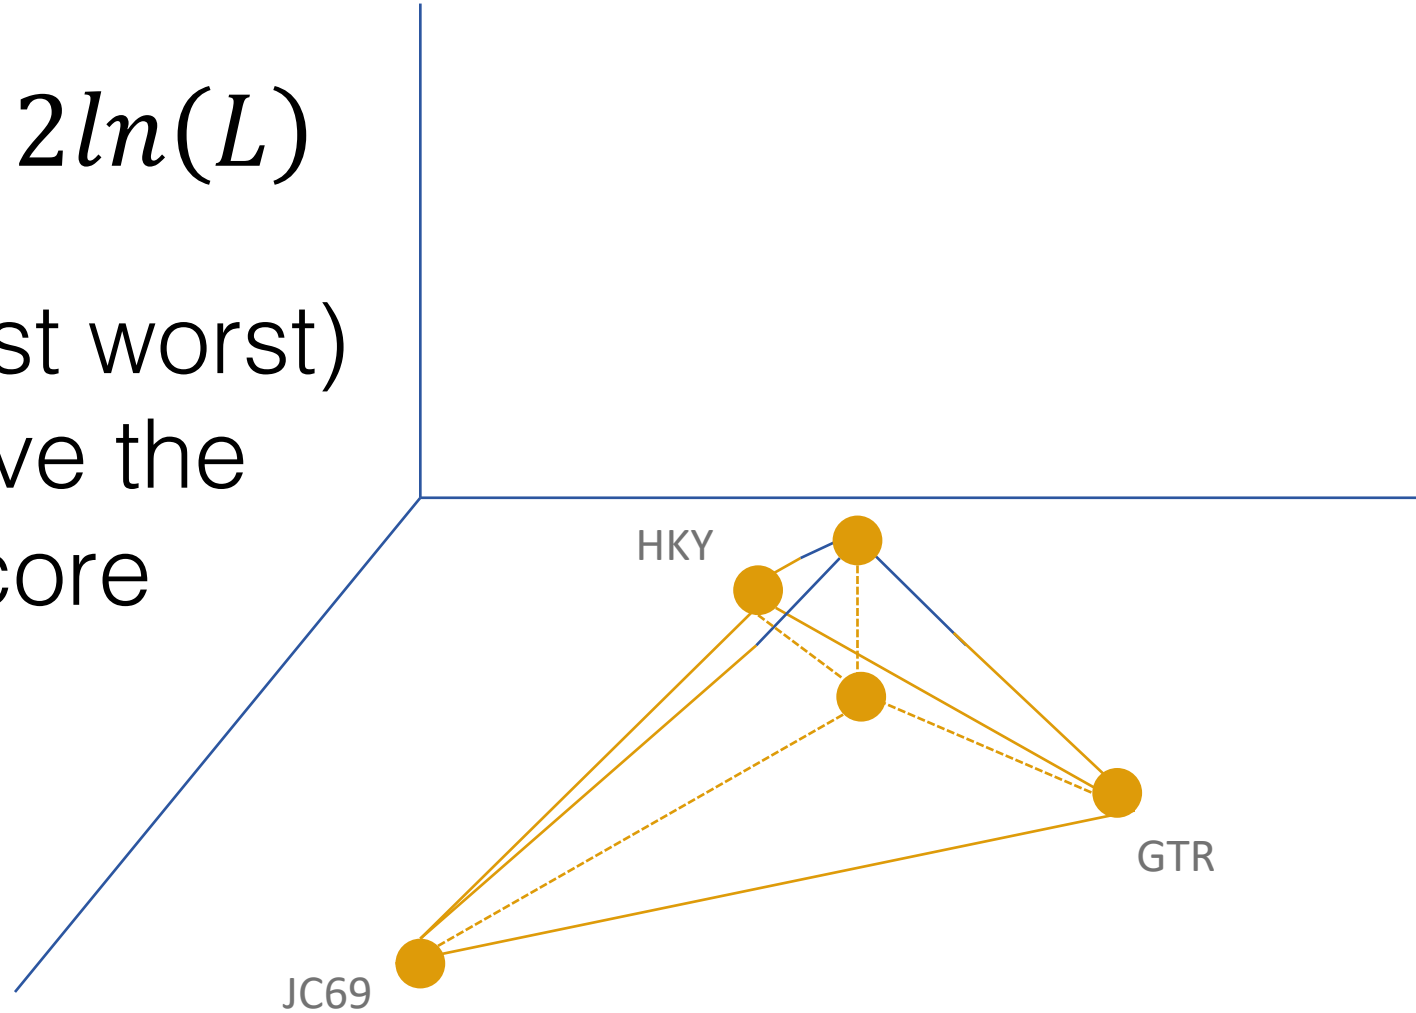 2ln(L)
st worst)
ve the
core
HKY
GTR
JC69